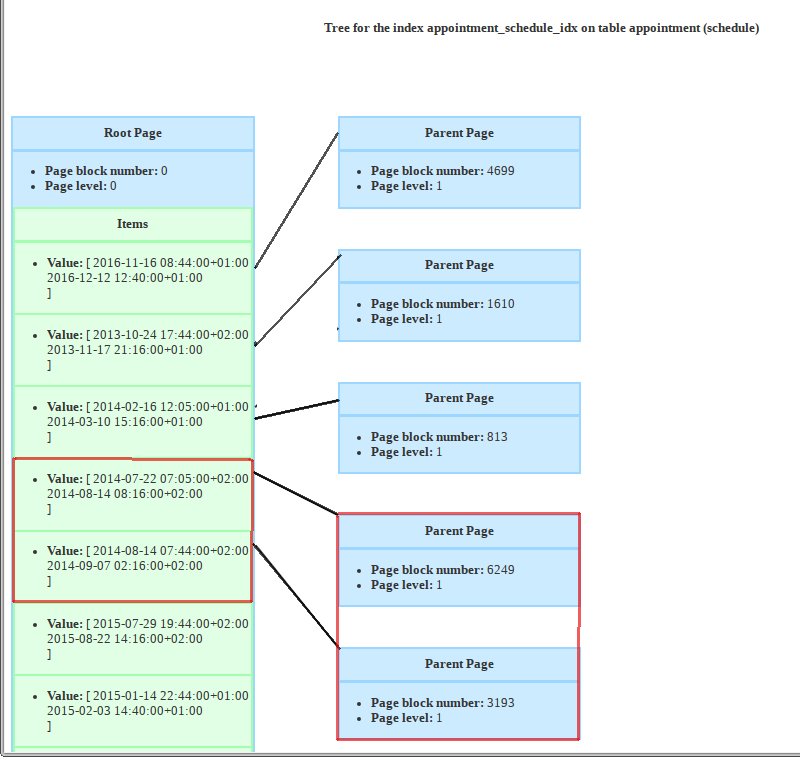 Tree for the index appointment_schedule_idx on table appointment (schedule)
Root Page
• Page block number: 0
• Page level: 0
Items
• Value: [ 2016-11-16 08:44:00+01:00
2016-12-12 12:40:00+01:00
]
• Value: [ 2013-10-24 17:44:00+02:00
2013-11-17 21:16:00+01:00
]
• Value: [ 2014-02-16 12:05:00+01:00
2014-03-10 15:16:00+01:00
]
• Value: [ 2014-07-22 07:05:00+02:00
2014-08-14 08:16:00+02:00
]
• Value: [ 2014-08-14 07:44:00+02:00
2014-09-07 02:16:00+02:00
]
• Value: [ 2015-07-29 19:44:00+02:00
2015-08-22 14:16:00+02:00
]
• Value: [ 2015-01-14 22:44:00+01:00
2015-02-03 14:40:00+01:00
]
Parent Page
• Page block number: 4699
• Page level: 1
Parent Page
• Page block number: 1610
• Page level: 1
Parent Page
• Page block number: 813
• Page level: 1
Parent Page
• Page block number: 6249
• Page level: 1
Parent Page
• Page block number: 3193
• Page level: 1